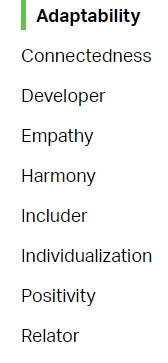 Adaptability
Connectedness
Developer
Empathy
Harmony
Includer
Individualization
Positivity
Relator